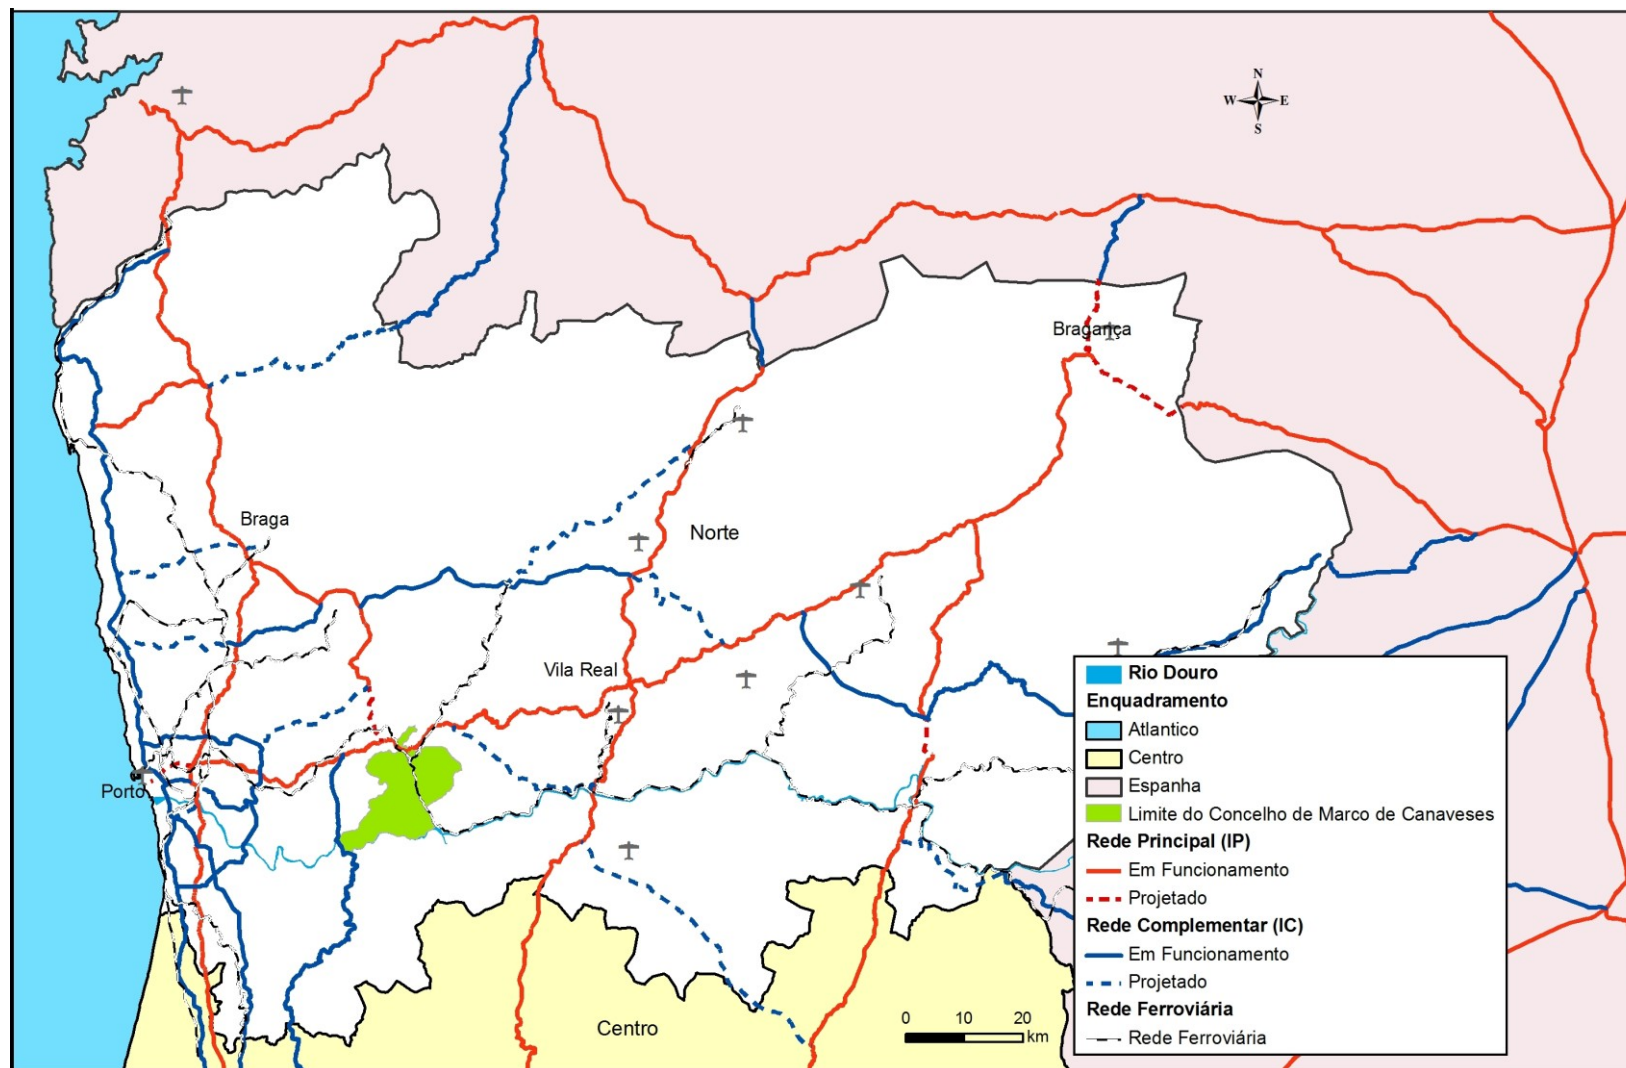 N
W E
S
Bragança
Braga
Norte
Vila Real
Porto
Centro
0 10 20
km
Rio Douro
Enquadramento
Atlantico
Centro
Espanha
Limite do Concelho de Marco de Canaveses
Rede Principal (IP)
Em Funcionamento
Projetado
Rede Complementar (IC)
Em Funcionamento
Projetado
Rede Ferroviária
Rede Ferroviária